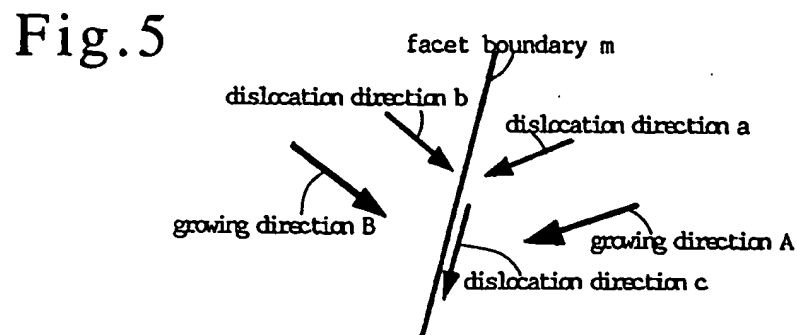 Fig.5
facet boundary m
dislocation direction b
dislocation direction a
growing direction B
growing direction A
dislocation direction c